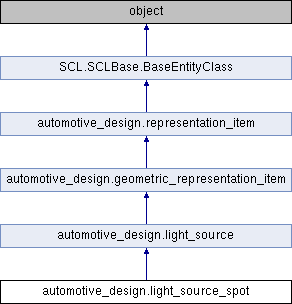 object
SCL.SCLBase.BaseEntityClass
automotive_design.representation_item
automotive_design.geometric_representation_item
automotive_design.light_source
automotive_design.light_source_spot